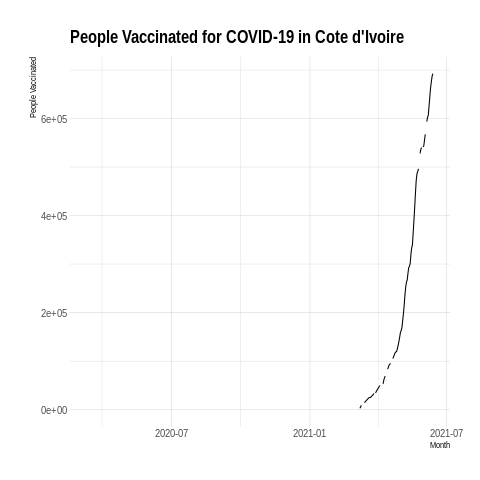 People Vaccinated for COVID-19 in Cote d'Ivoire
People Vaccinated
6e+05
4e+05
2e+05
0e+00
2020-07
2021-01
2021-07
Month